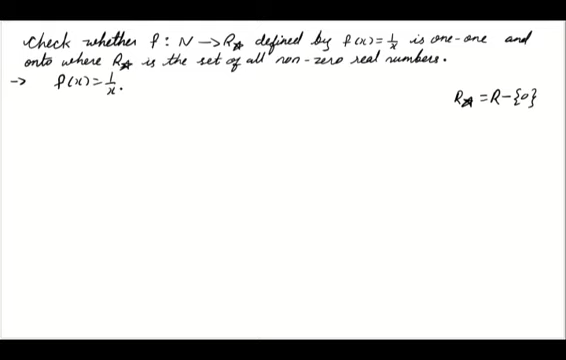 Check whether f : N → R⋆ defined by f(x) = 1/x is one-one and
onto where R⋆ is the set of all non-zero real numbers.
→ f(x) = 1/x.
R⋆ = R - {0}